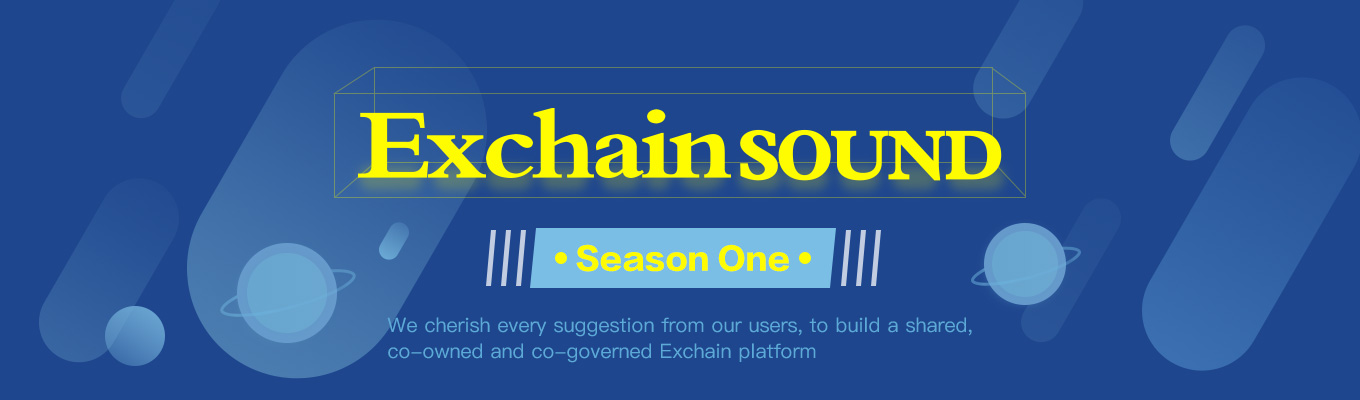 Exchain SOUND
• Season One •
We cherish every suggestion from our users, to build a shared,
co-owned and co-governed Exchain platform